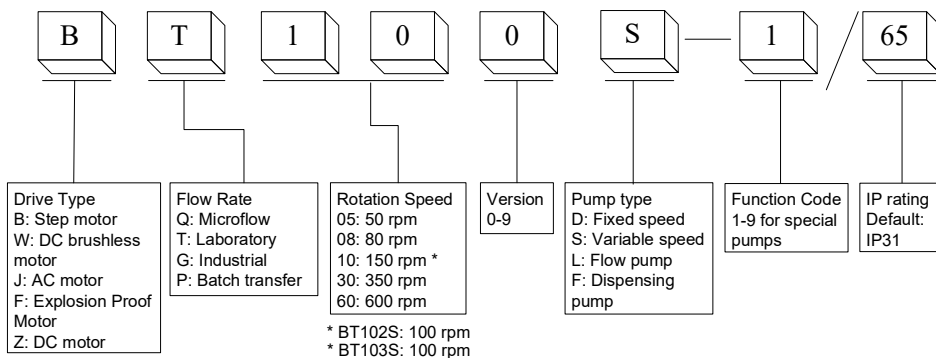 B T 1 0 0 S — 1 / 65
Drive Type
B: Step motor
W: DC brushless
motor
J: AC motor
F: Explosion Proof
Motor
Z: DC motor
Flow Rate
Q: Microflow
T: Laboratory
G: Industrial
P: Batch transfer
Rotation Speed
05: 50 rpm
08: 80 rpm
10: 150 rpm *
30: 350 rpm
60: 600 rpm
* BT102S: 100 rpm
* BT103S: 100 rpm
Version
0-9
Pump type
D: Fixed speed
S: Variable speed
L: Flow pump
F: Dispensing
pump
Function Code
1-9 for special
pumps
IP rating
Default:
IP31